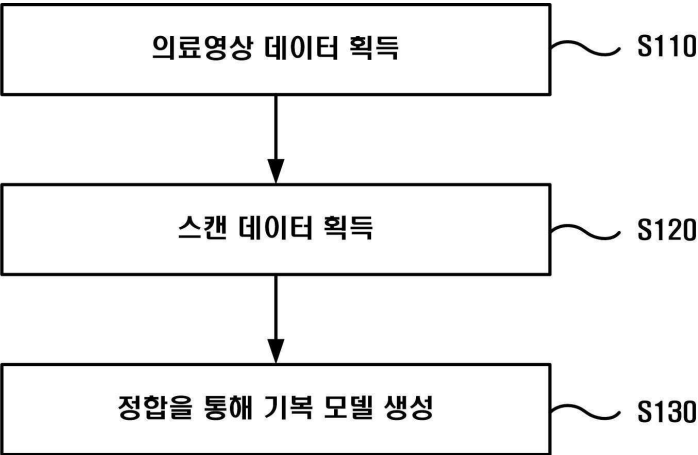 의료영상 데이터 획득
S110
스캔 데이터 획득
S120
정합을 통해 기복 모델 생성
S130